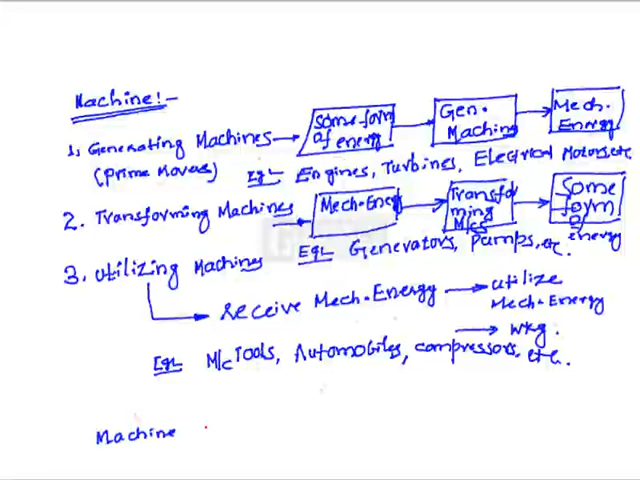 Machine:-
1, Generating Machines → Some form of energy → Gen. Machine → Mech. Energy
(Prime Movers) Eg:- Engines, Turbines, Electrical Motors, etc
2. Transforming Machines → Mech. Energy → Transforming M/cs → Some form of energy
Eg:- Generators, Pumps, etc.
3. Utilizing Machines
Receive Mech. Energy → utilize
Mech. Energy
→ wkg.
Eg:- M/c Tools, Automobiles, compressors, etc.
Machine